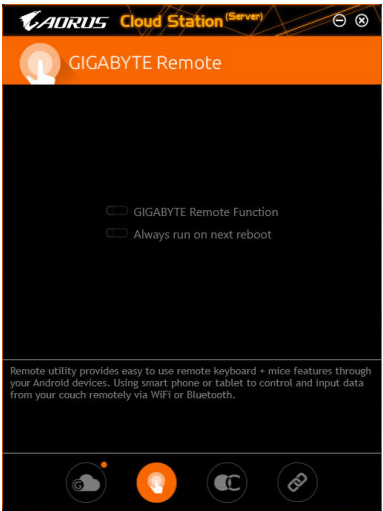 AORUS Cloud Station (Server)
GIGABYTE Remote
GIGABYTE Remote Function
Always run on next reboot
Remote utility provides easy to use remote keyboard + mice features through
your Android devices. Using smart phone or tablet to control and input data
from your couch remotely via WiFi or Bluetooth.
G